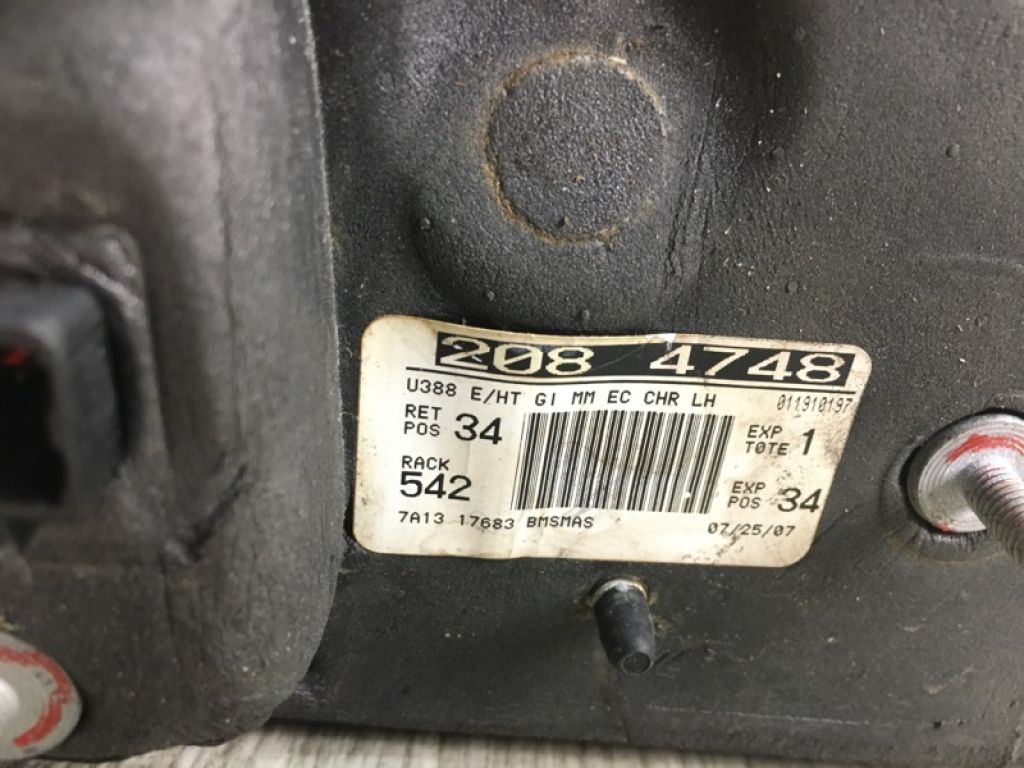 208 4748
U388 E/HT GI MM EC CHR LH
011910197
RET POS 34
EXP TOTE 1
RACK 542
EXP POS 34
7A13 17683 BMSMAS
07/25/07